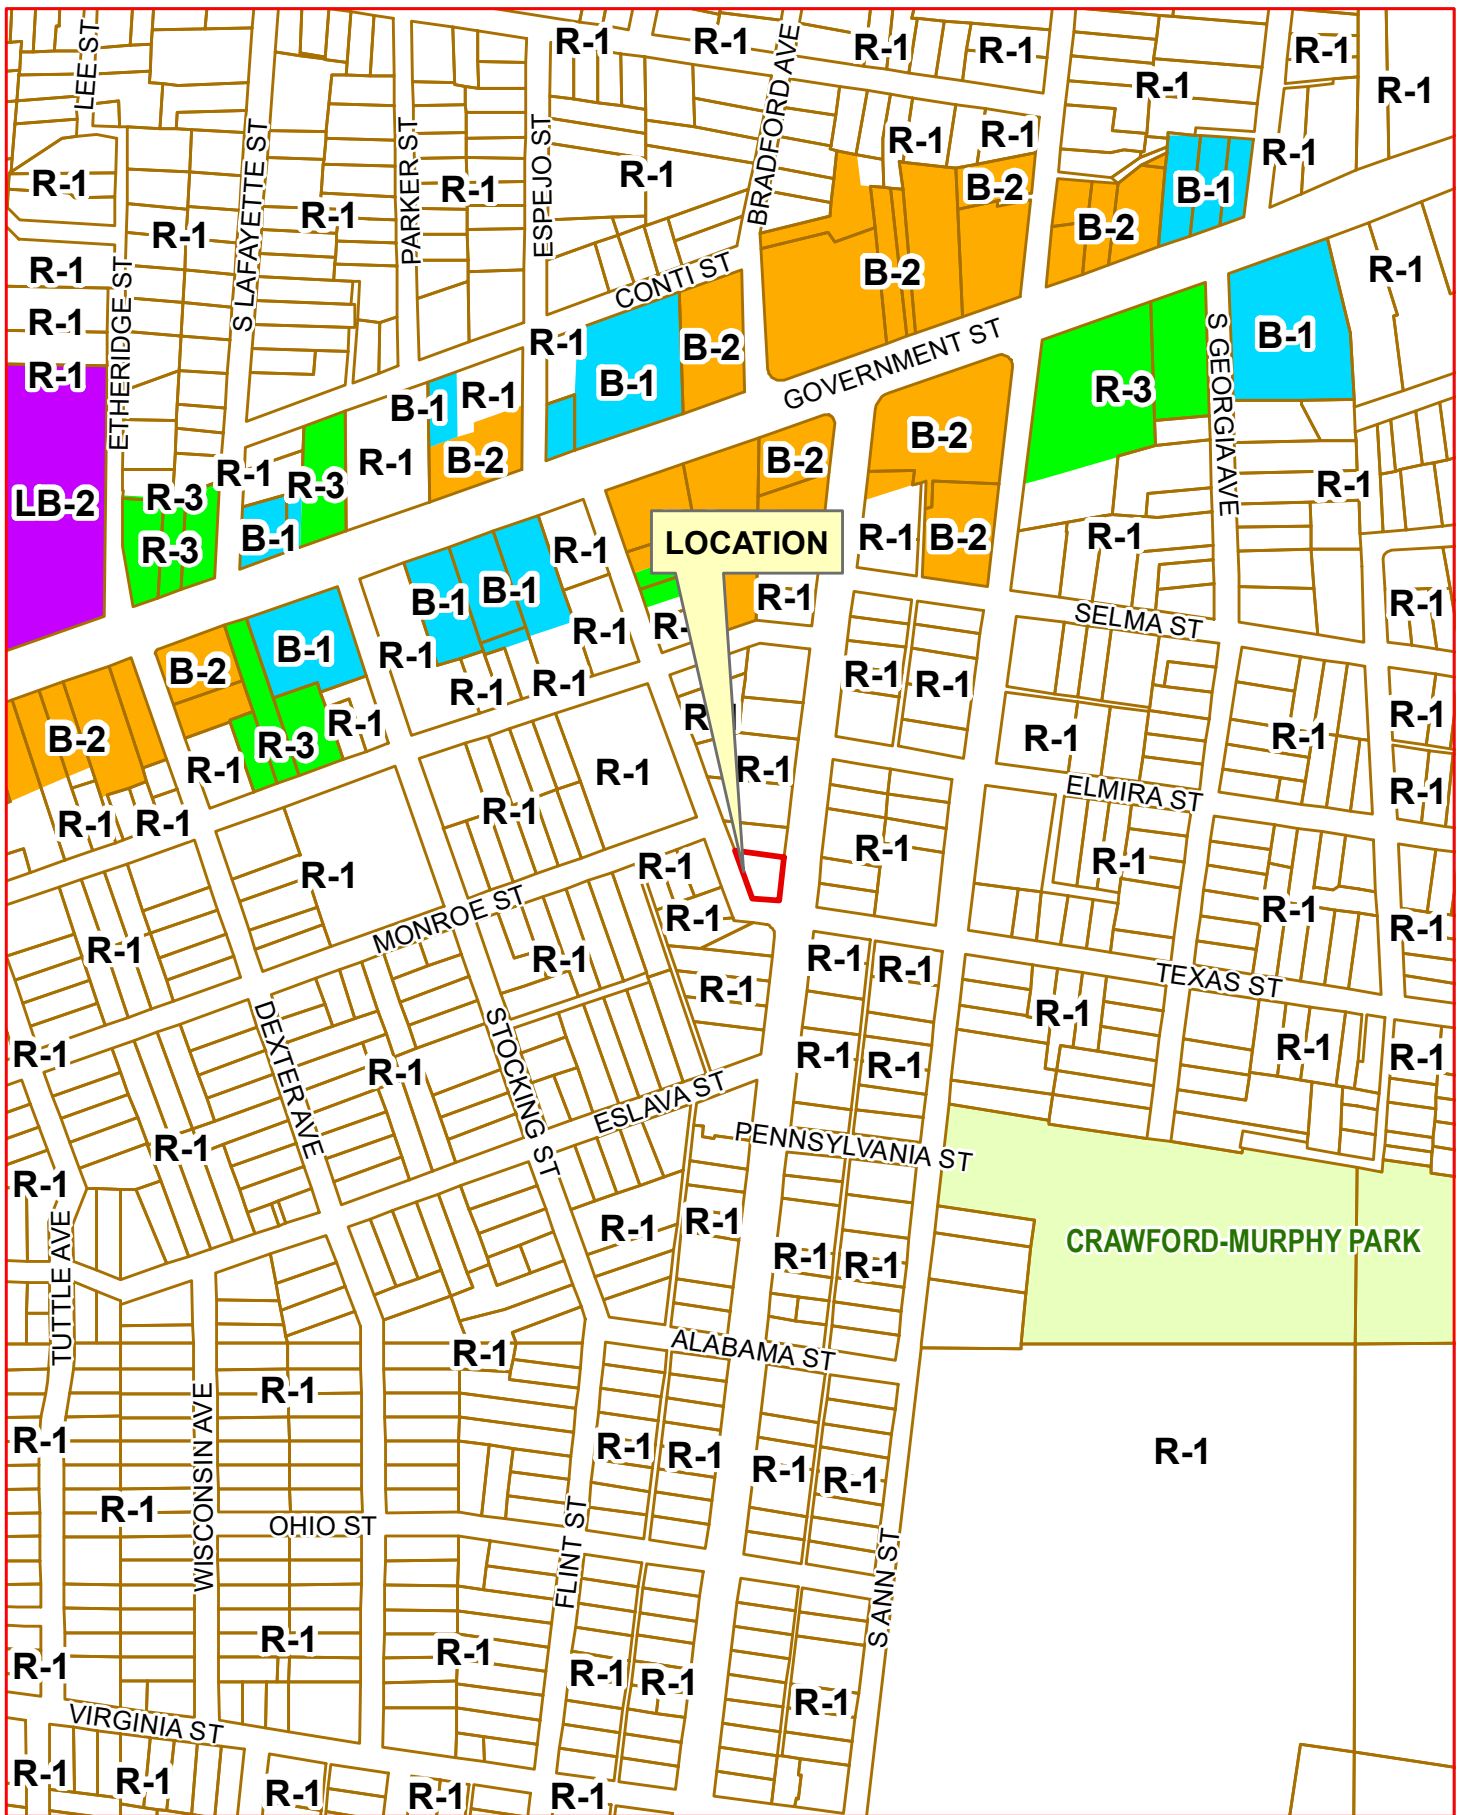 R-1
R-1
R-1
R-1
R-1
LEE ST
BRADFORD AVE
R-1
R-1
S LAFAYETTE ST
PARKER ST
ESPEJO ST
R-1
R-1
R-1
R-1
R-1
R-1
B-2
B-1
R-1
R-1
B-2
R-1
CONTI ST
B-2
R-1
R-1
ETHERIDGE ST
R-1
R-1
B-2
GOVERNMENT ST
S GEORGIA AVE
B-1
R-1
B-1
R-1
B-1
R-3
B-2
B-2
R-1
B-2
B-2
R-1
R-3
R-3
R-1
LB-2
R-3
B-1
LOCATION
R-1
B-2
R-1
R-1
B-1
B-1
R-1
R-1
SELMA ST
R-1
R-
B-1
R-1
R-1
B-2
R-1
R-1
R-1
R-1
R-1
R-1
R-1
B-2
R-3
R-1
R-1
R-1
R-1
R-1
R-1
ELMIRA ST
R-1
R-1
R-1
R-1
R-1
R-1
R-1
R-1
MONROE ST
R-1
R-1
R-1
R-1
R-1
R-1
R-1
R-1
TEXAS ST
R-1
DEXTER AVE
STOCKING ST
R-1
R-1
R-1
R-1
R-1
R-1
R-1
ESLAVA ST
R-1
PENNSYLVANIA ST
R-1
TUTTLE AVE
R-1
R-1
CRAWFORD-MURPHY PARK
R-1
R-1
R-1
ALABAMA ST
R-1
WISCONSIN AVE
R-1
R-1
R-1
R-1
R-1
R-1
R-1
OHIO ST
FLINT ST
S ANN ST
R-1
R-1
R-1
R-1
R-1
R-1
VIRGINIA ST
R-1
R-1
R-1
R-1
R-1